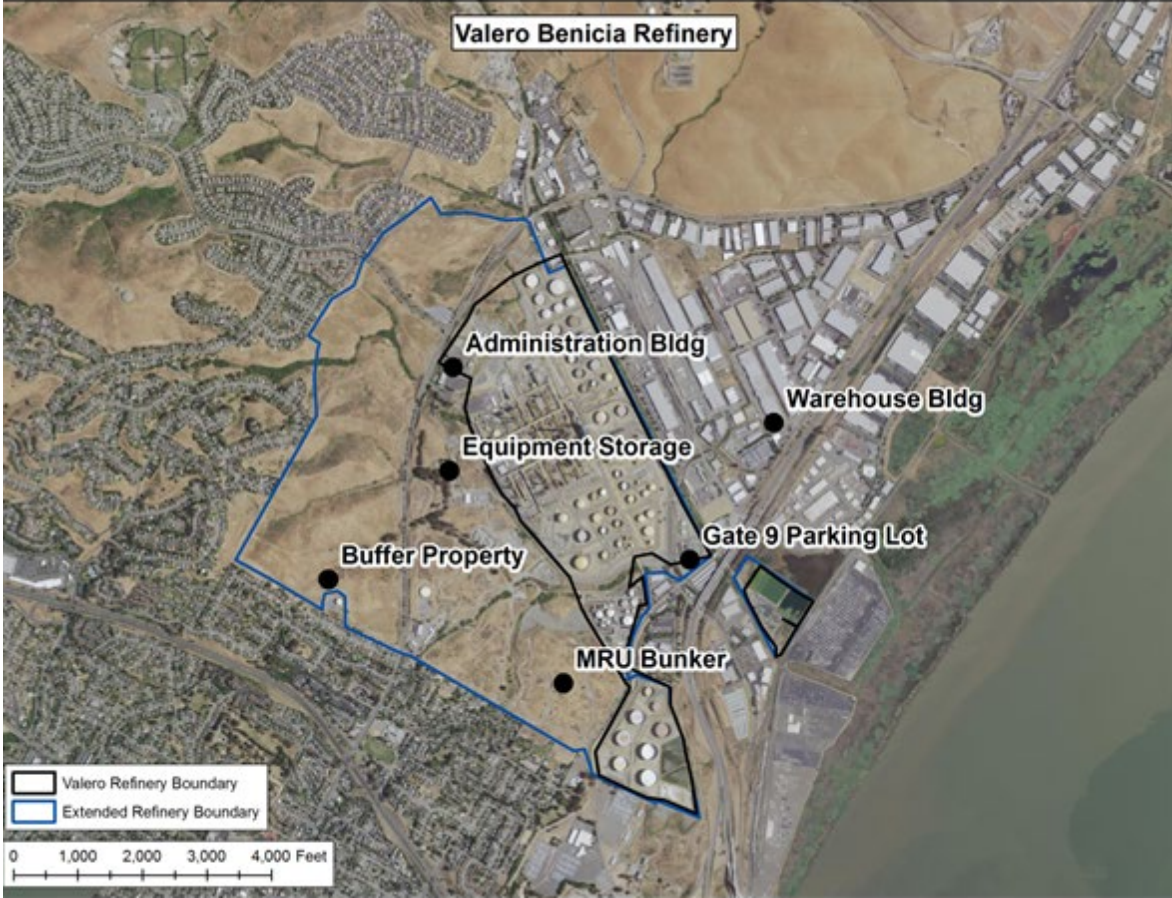 Valero Benicia Refinery
Administration Bldg
Warehouse Bldg
Equipment Storage
Gate 9 Parking Lot
Buffer Property
MRU Bunker
Valero Refinery Boundary
Extended Refinery Boundary
0 1,000 2,000 3,000 4,000 Feet